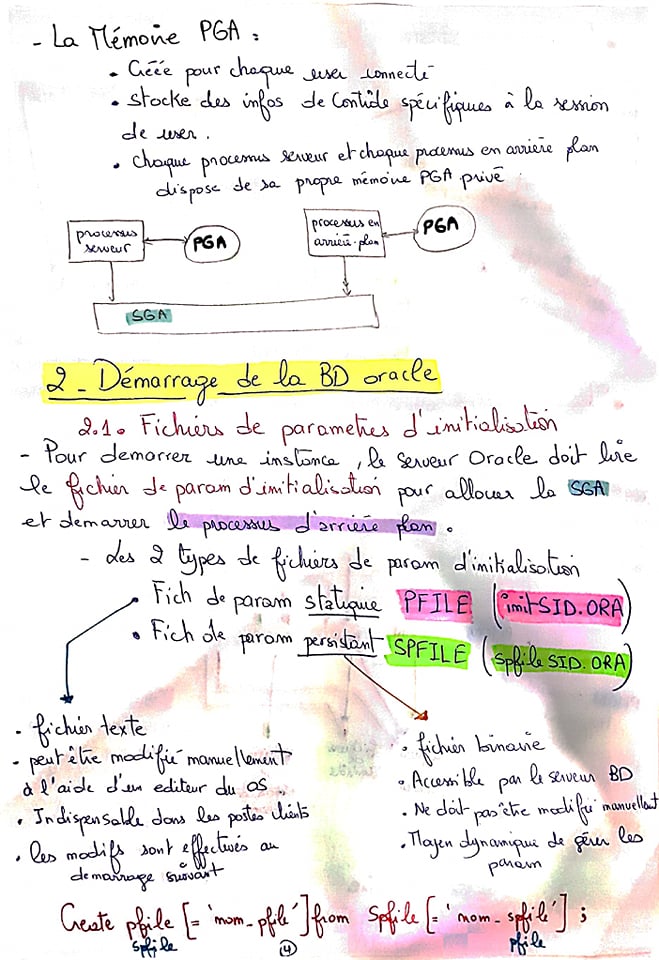 - La Mémoire PGA :
• Créée pour chaque user connecté
• Stocke des infos de Contrôle spécifiques à la session
de user.
• Chaque processus serveur et chaque processus en arrière plan
dispose de sa propre mémoire PGA privé
processus
serveur
PGA
processus en
arrière-plan
PGA
SGA
2 - Démarrage de la BD oracle
2.1. Fichiers de parametres d'initialisation
- Pour demarrer une instance, le serveur Oracle doit lire
le fichier de param d'initialisation pour allouer la SGA
et demarrer le processus d'arrière plan.
- Les 2 types de fichiers de param d'initialisation
• Fich de param statique PFILE (initSID.ORA)
• Fich de param persistant SPFILE (spfileSID.ORA)
- fichier texte
- peut être modifié manuellement
à l'aide d'un editeur du OS.
• Indispensable dans les postes clients
• les modifs sont effectués au
demarrage suivant
• fichier binaire
• Accessible par le serveur BD
• Ne doit pas être modifié manuellent
• Moyen dynamique de gérer les
param
Create pfile [= 'nom_pfile'] from Spfile [= 'nom_spfile'] ;
spfile
pfile
4